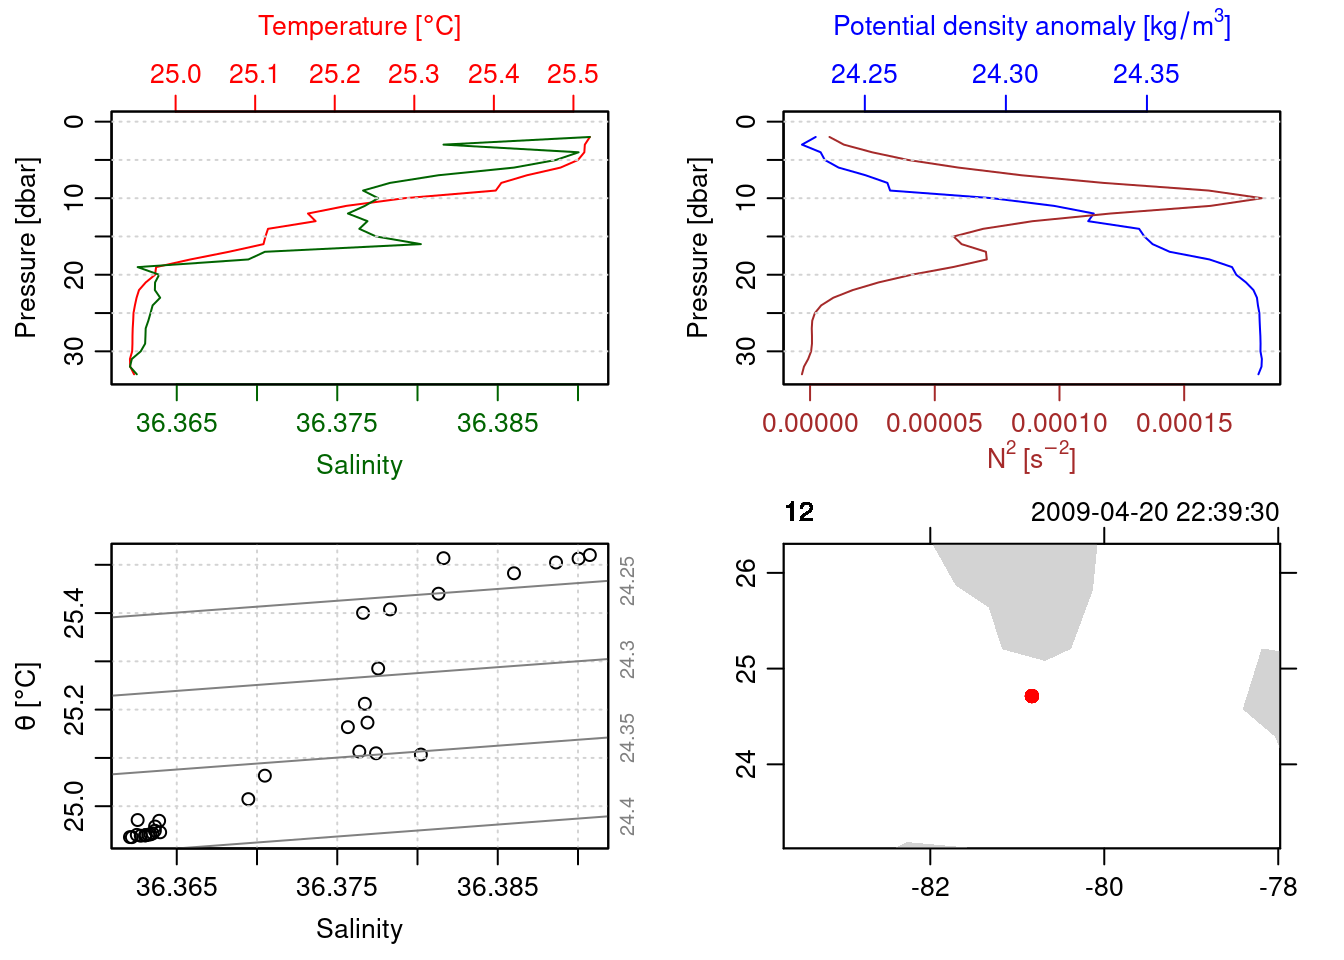 Temperature [°C]
25.0 25.1 25.2 25.3 25.4 25.5
Pressure [dbar]
0
10
20
30
36.365 36.375 36.385
Salinity
Potential density anomaly [kg/m³]
24.25 24.30 24.35
Pressure [dbar]
0
10
20
30
0.00000 0.00005 0.00010 0.00015
N² [s⁻²]
θ [°C]
25.4
25.2
25.0
24.25
24.3
24.35
24.4
36.365 36.375 36.385
Salinity
12 2009-04-20 22:39:30
26
25
24
-82 -80 -78